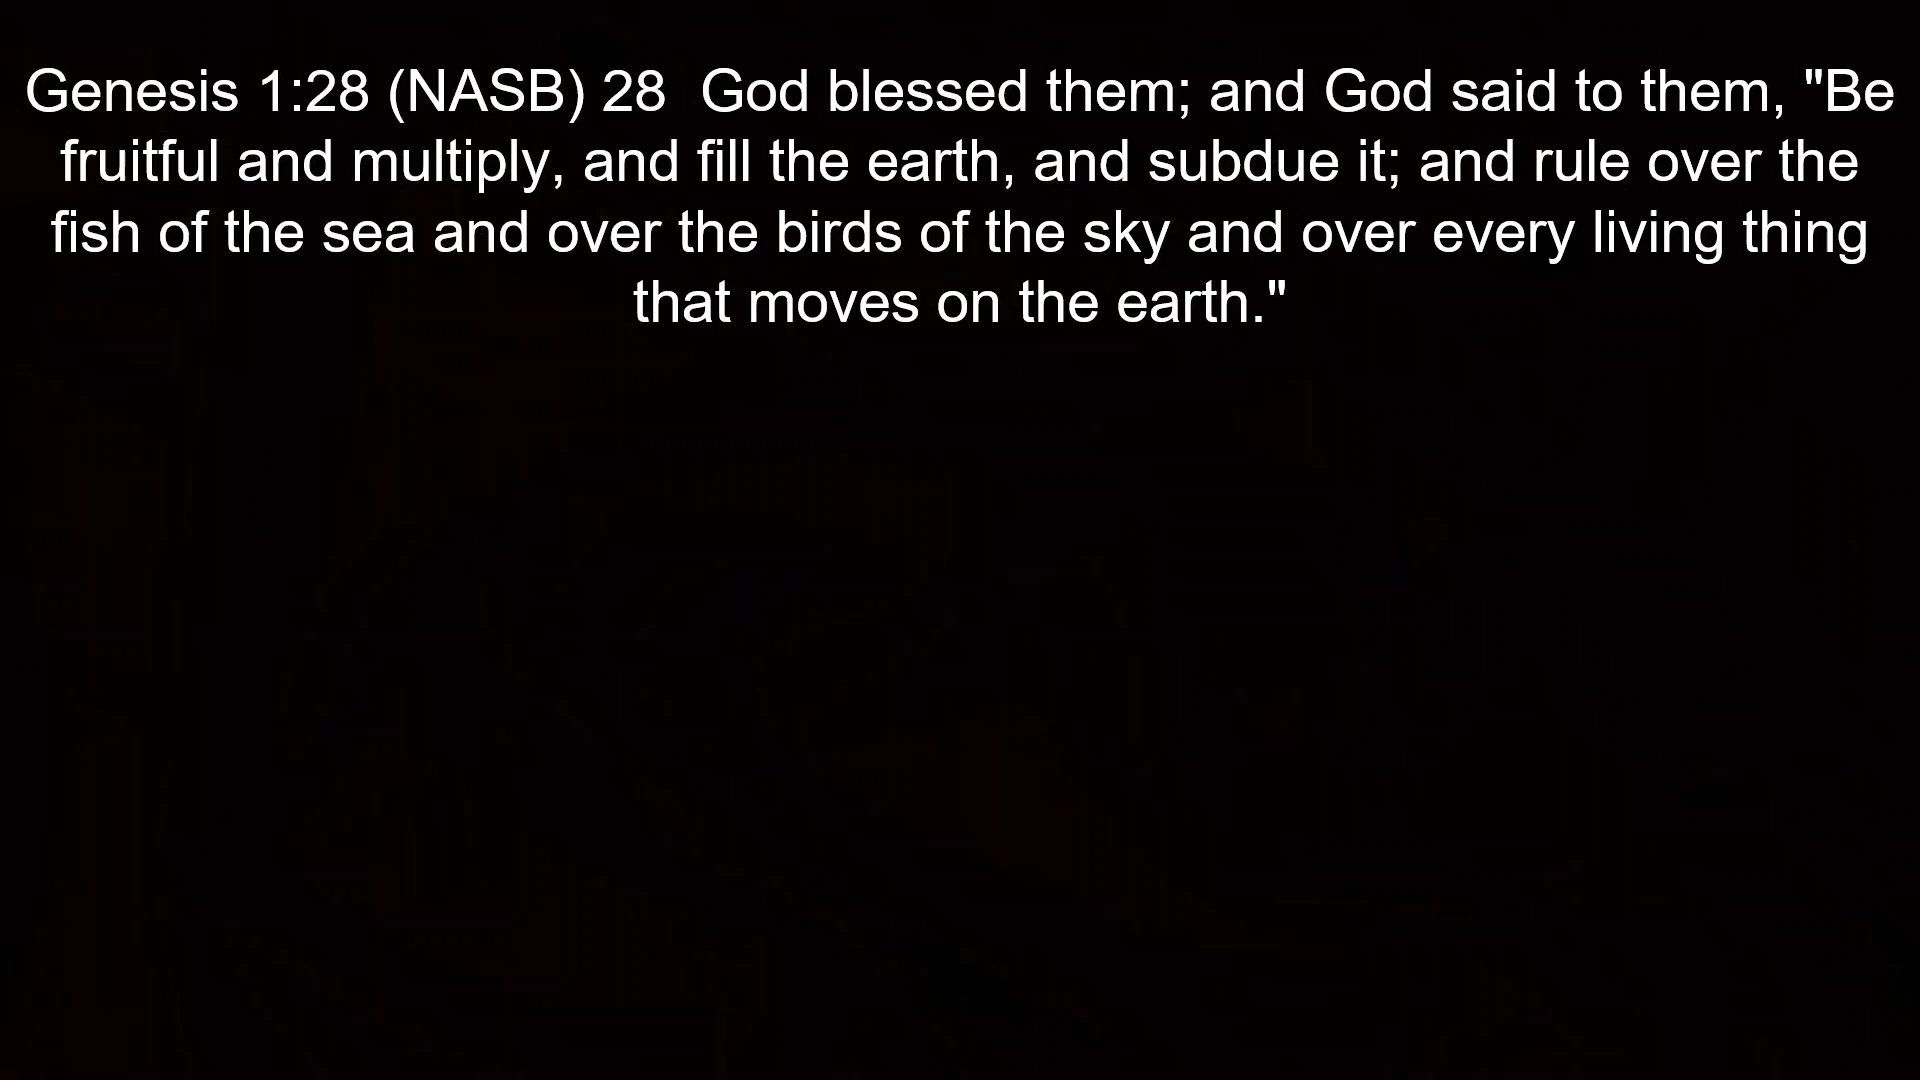 Genesis 1:28 (NASB) 28  God blessed them; and God said to them, "Be
fruitful and multiply, and fill the earth, and subdue it; and rule over the
fish of the sea and over the birds of the sky and over every living thing
that moves on the earth."